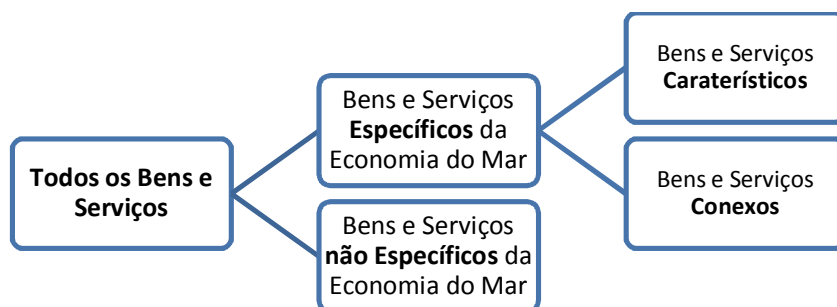 Todos os Bens e
Serviços
Bens e Serviços
Específicos da
Economia do Mar
Bens e Serviços
não Específicos da
Economia do Mar
Bens e Serviços
Caraterísticos
Bens e Serviços
Conexos